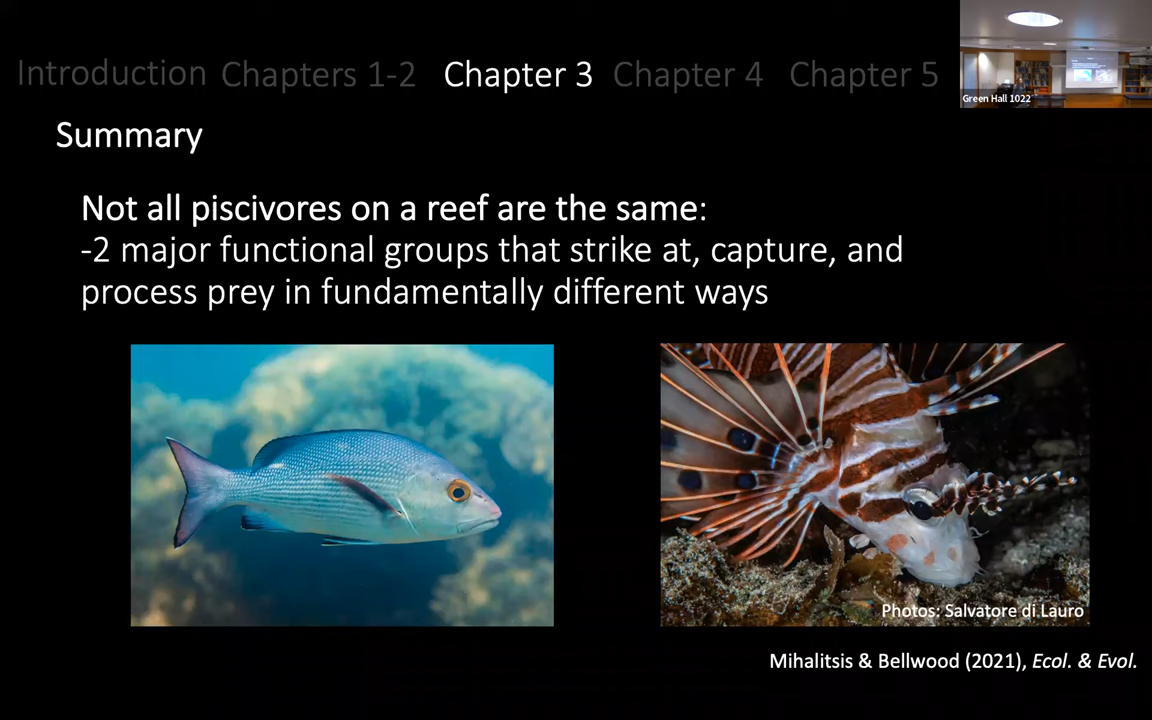 Introduction Chapters 1-2 Chapter 3 Chapter 4 Chapter 5
Green Hall 1022
Summary
Not all piscivores on a reef are the same:
-2 major functional groups that strike at, capture, and
process prey in fundamentally different ways
Photos: Salvatore di Lauro
Mihalitsis & Bellwood (2021), Ecol. & Evol.